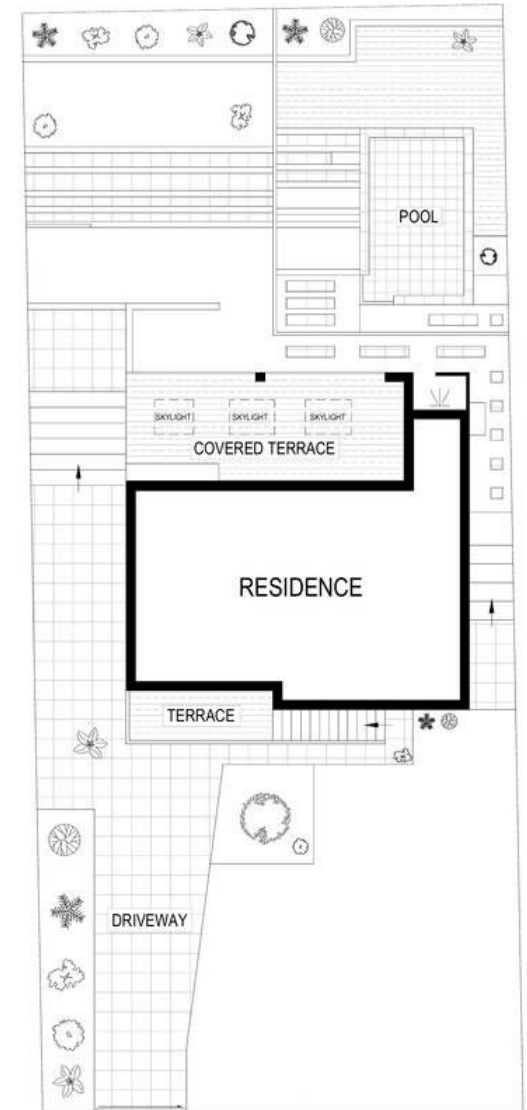 POOL
SKYLIGHT SKYLIGHT SKYLIGHT
COVERED TERRACE
RESIDENCE
TERRACE
DRIVEWAY